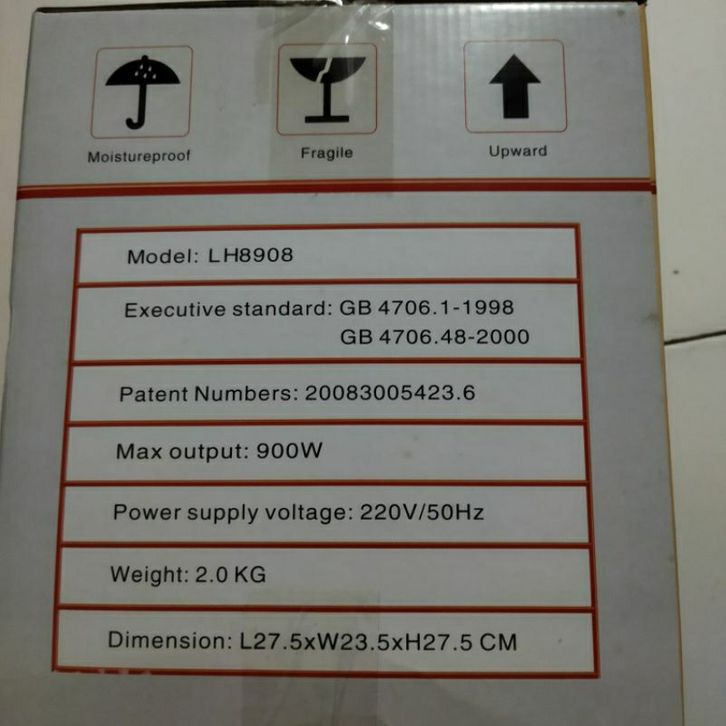 Moistureproof
Fragile
Upward
Model: LH8908
Executive standard: GB 4706.1-1998
GB 4706.48-2000
Patent Numbers: 20083005423.6
Max output: 900W
Power supply voltage: 220V/50Hz
Weight: 2.0 KG
Dimension: L27.5xW23.5xH27.5 CM